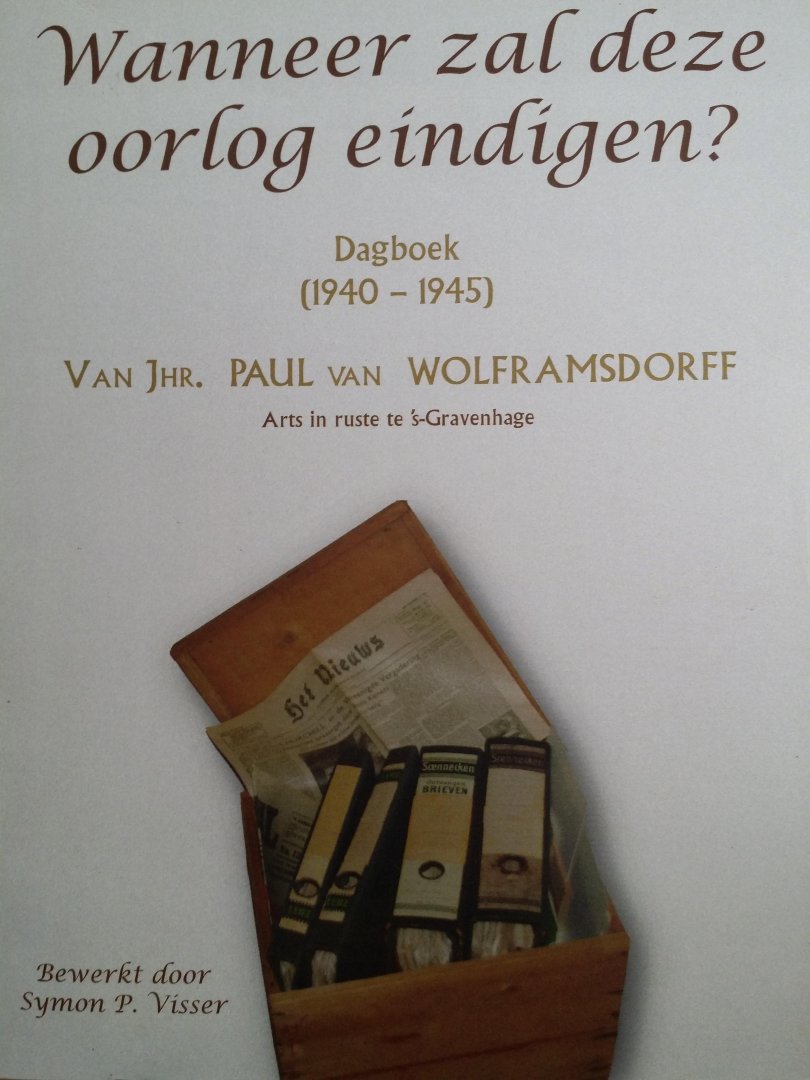 Wanneer zal deze
oorlog eindigen?
Dagboek
(1940 – 1945)
VAN JHR. PAUL VAN WOLFRAMSDORFF
Arts in ruste te 's-Gravenhage
Het Nieuws
Soennecken
BRIEVEN
Soennecken
Bewerkt door
Symon P. Visser